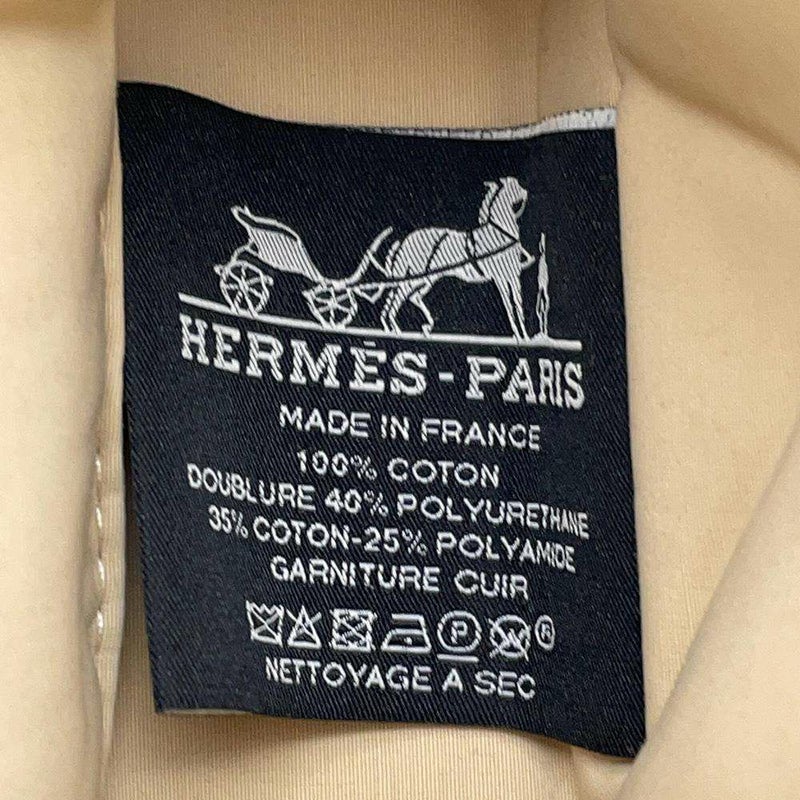 HERMÈS-PARIS
MADE IN FRANCE
100% COTON
DOUBLURE 40% POLYURETHANE
35% COTON-25% POLYAMIDE
GARNITURE CUIR
P W ®
NETTOYAGE A SEC